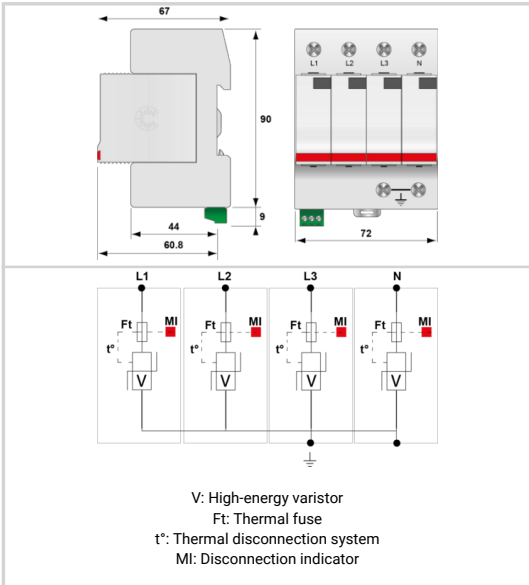 67
L1 L2 L3 N
90
9
44
60.8
72
L1 L2 L3 N
Ft MI Ft MI Ft MI Ft MI
t° t° t° t°
V V V V
V: High-energy varistor
Ft: Thermal fuse
t°: Thermal disconnection system
MI: Disconnection indicator